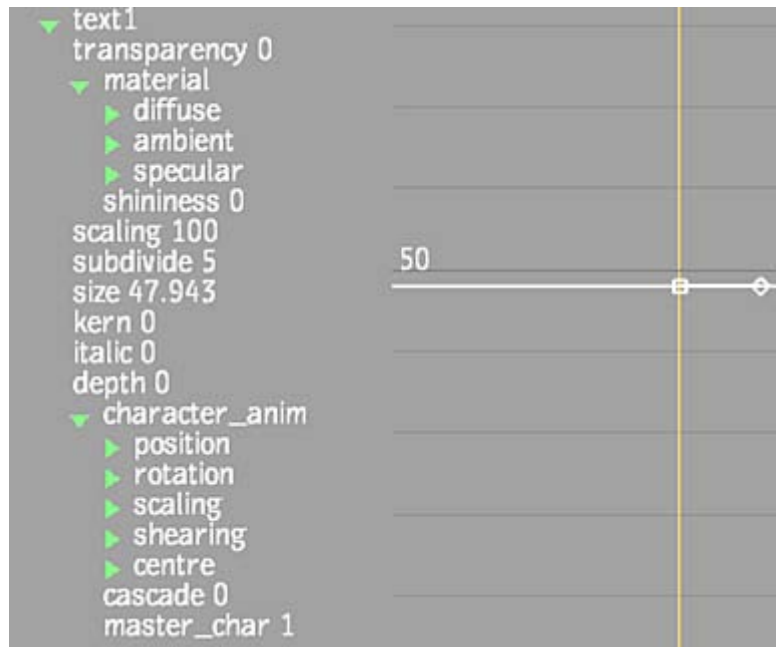 text1
transparency 0
material
diffuse
ambient
specular
shininess 0
scaling 100
subdivide 5
50
size 47.943
kern 0
italic 0
depth 0
character_anim
position
rotation
scaling
shearing
centre
cascade 0
master_char 1